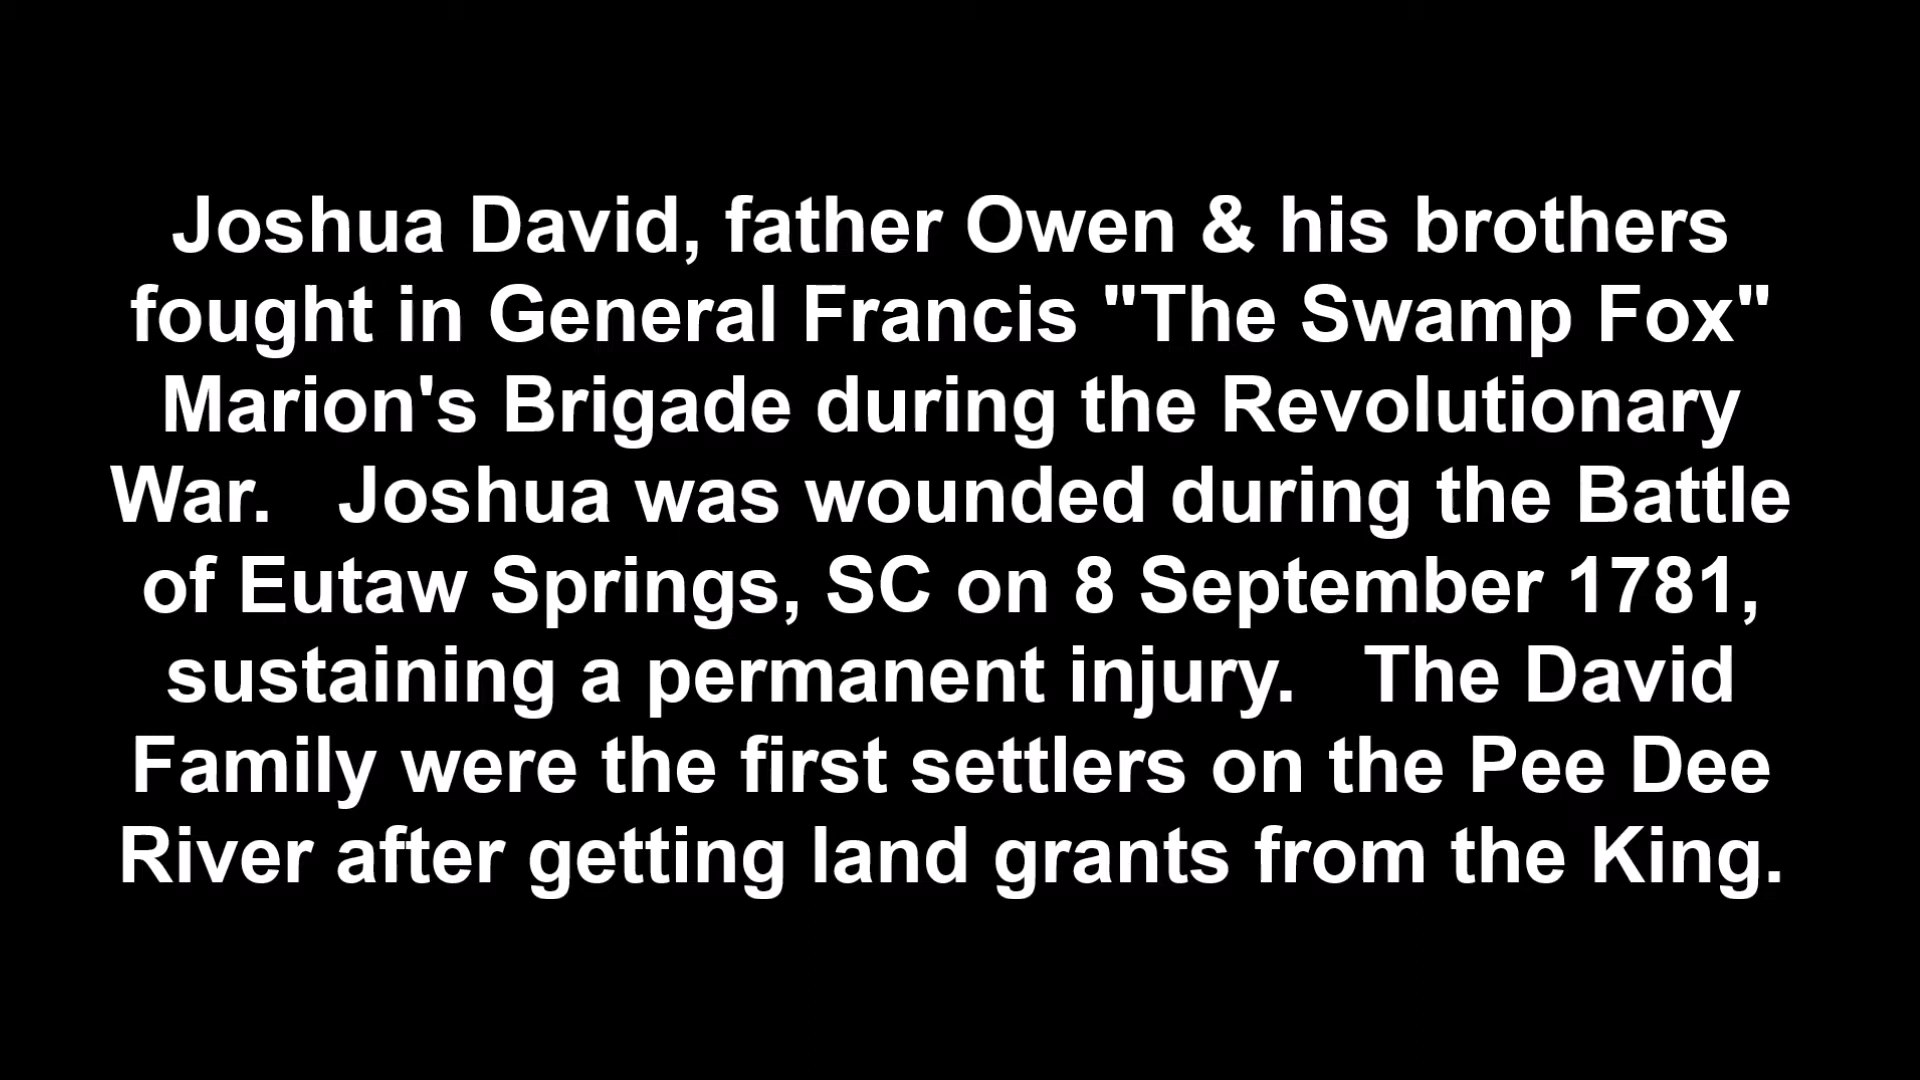 Joshua David, father Owen & his brothers
fought in General Francis "The Swamp Fox"
Marion's Brigade during the Revolutionary
War.   Joshua was wounded during the Battle
of Eutaw Springs, SC on 8 September 1781,
sustaining a permanent injury.   The David
Family were the first settlers on the Pee Dee
River after getting land grants from the King.